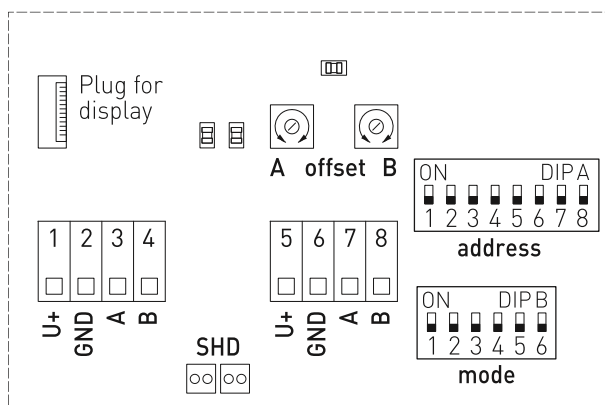 Plug for
display
A offset B
ON DIP A
1 2 3 4 5 6 7 8
address
1 2 3 4
U+ GND A B
5 6 7 8
U+ GND A B
ON DIP B
1 2 3 4 5 6
mode
SHD